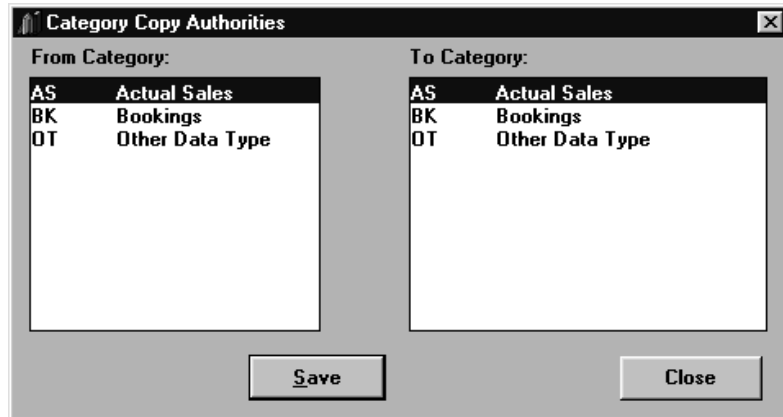 Category Copy Authorities
From Category:
To Category:
AS Actual Sales
BK Bookings
OT Other Data Type
AS Actual Sales
BK Bookings
OT Other Data Type
Save
Close